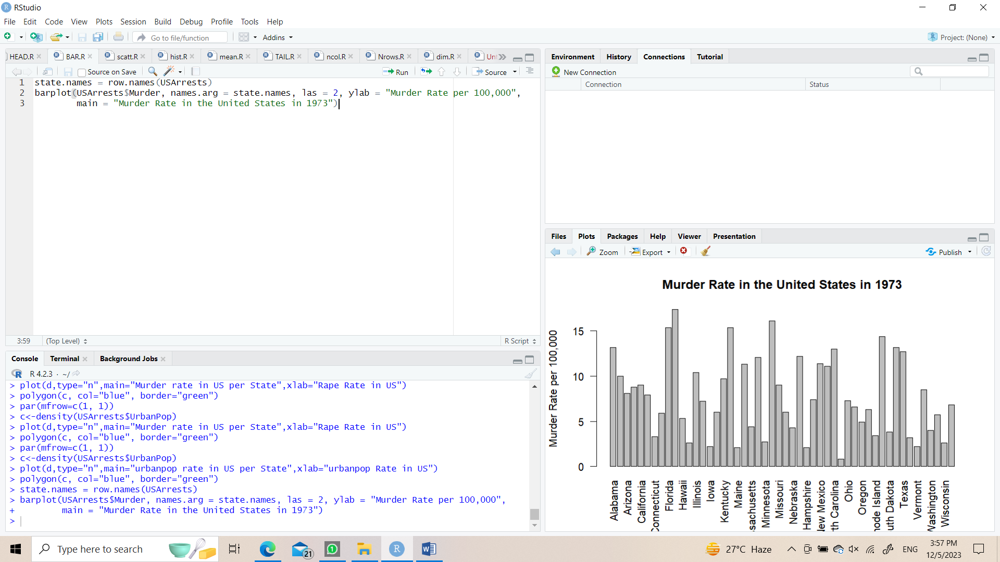 RStudio
File Edit Code View Plots Session Build Debug Profile Tools Help
Go to file/function Addins Project: (None)
HEAD.R BAR.R scatt.R hist.R mean.R TAIL.R ncol.R Nrows.R dim.R Unt
Source on Save Run Source
1 state.names = row.names(USArrests)
2 barplot(USArrests$Murder, names.arg = state.names, las = 2, ylab = "Murder Rate per 100,000",
3 main = "Murder Rate in the United States in 1973")
3:59 (Top Level) R Script
Console Terminal Background Jobs
R 4.2.3 · ~/
> plot(d,type="n",main="Murder rate in US per State",xlab="Rape Rate in US")
> polygon(c, col="blue", border="green")
> par(mfrow=c(1, 1))
> c<-density(USArrests$UrbanPop)
> plot(d,type="n",main="Murder rate in US per State",xlab="Rape Rate in US")
> polygon(c, col="blue", border="green")
> par(mfrow=c(1, 1))
> c<-density(USArrests$UrbanPop)
> plot(d,type="n",main="urbanpop rate in US per State",xlab="urbanpop Rate in US")
> polygon(c, col="blue", border="green")
> state.names = row.names(USArrests)
> barplot(USArrests$Murder, names.arg = state.names, las = 2, ylab = "Murder Rate per 100,000",
+ main = "Murder Rate in the United States in 1973")
>
Environment History Connections Tutorial
New Connection
Connection Status
Files Plots Packages Help Viewer Presentation
Zoom Export Publish
Murder Rate in the United States in 1973
Murder Rate per 100,000
15
10
5
0
Alabama
Arizona
California
Connecticut
Florida
Hawaii
Illinois
Iowa
Kentucky
Maine
ssachusetts
Minnesota
Missouri
Nebraska
Hampshire
New Mexico
rth Carolina
Ohio
Oregon
hode Island
uth Dakota
Texas
Vermont
Washington
Wisconsin
Type here to search
21
1
27°C Haze
ENG
3:57 PM
12/5/2023